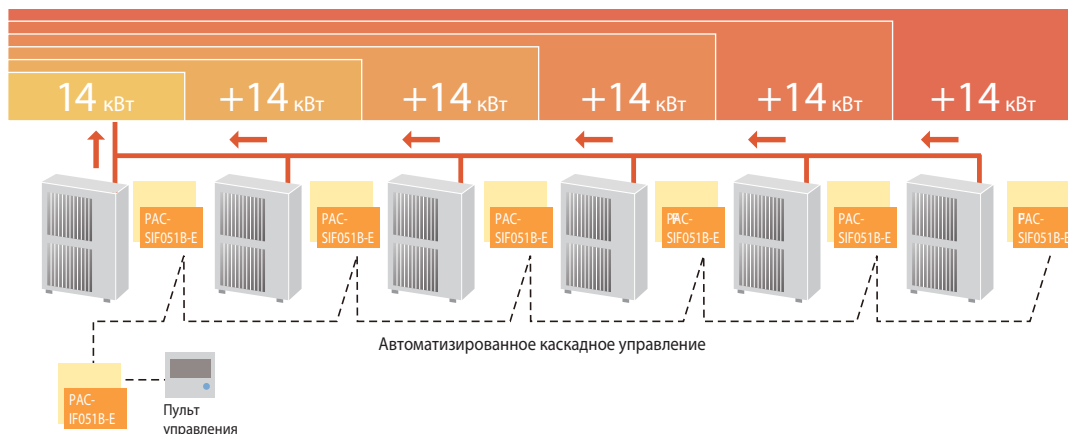 14 кВт
+14 кВт
+14 кВт
+14 кВт
+14 кВт
+14 кВт
PAC-
SIF051B-E
PAC-
SIF051B-E
PAC-
SIF051B-E
PAC-
SIF051B-E
PAC-
SIF051B-E
PAC-
SIF051B-E
Автоматизированное каскадное управление
PAC-
IF051B-E
Пульт
управления